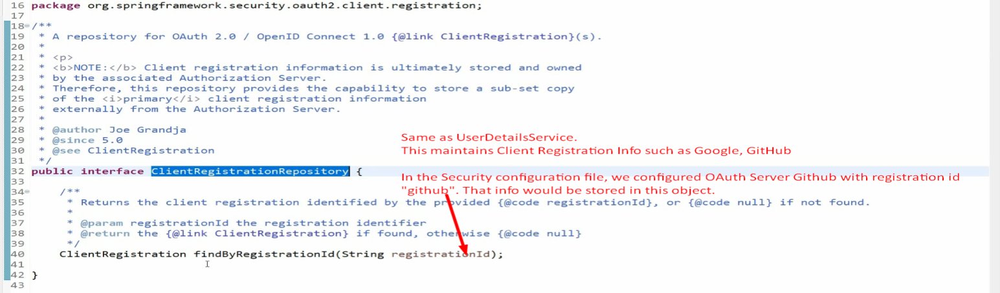 16 package org.springframework.security.oauth2.client.registration;
17
18 /**
19 * A repository for OAuth 2.0 / OpenID Connect 1.0 {@link ClientRegistration}(s).
20 *
21 * <p>
22 * <b>NOTE:</b> Client registration information is ultimately stored and owned
23 * by the associated Authorization Server.
24 * Therefore, this repository provides the capability to store a sub-set copy
25 * of the <i>primary</i> client registration information
26 * externally from the Authorization Server.
27 *
28 * @author Joe Grandja
29 * @since 5.0
30 * @see ClientRegistration
31 */
Same as UserDetailsService.
This maintains Client Registration Info such as Google, GitHub
32 public interface ClientRegistrationRepository {
In the Security configuration file, we configured OAuth Server Github with registration id
"github". That info would be stored in this object.
33
34 /**
35 * Returns the client registration identified by the provided {@code registrationId}, or {@code null} if not found.
36 *
37 * @param registrationId the registration identifier
38 * @return the {@link ClientRegistration} if found, otherwise {@code null}
39 */
40 ClientRegistration findByRegistrationId(String registrationId);
41
42 }
43